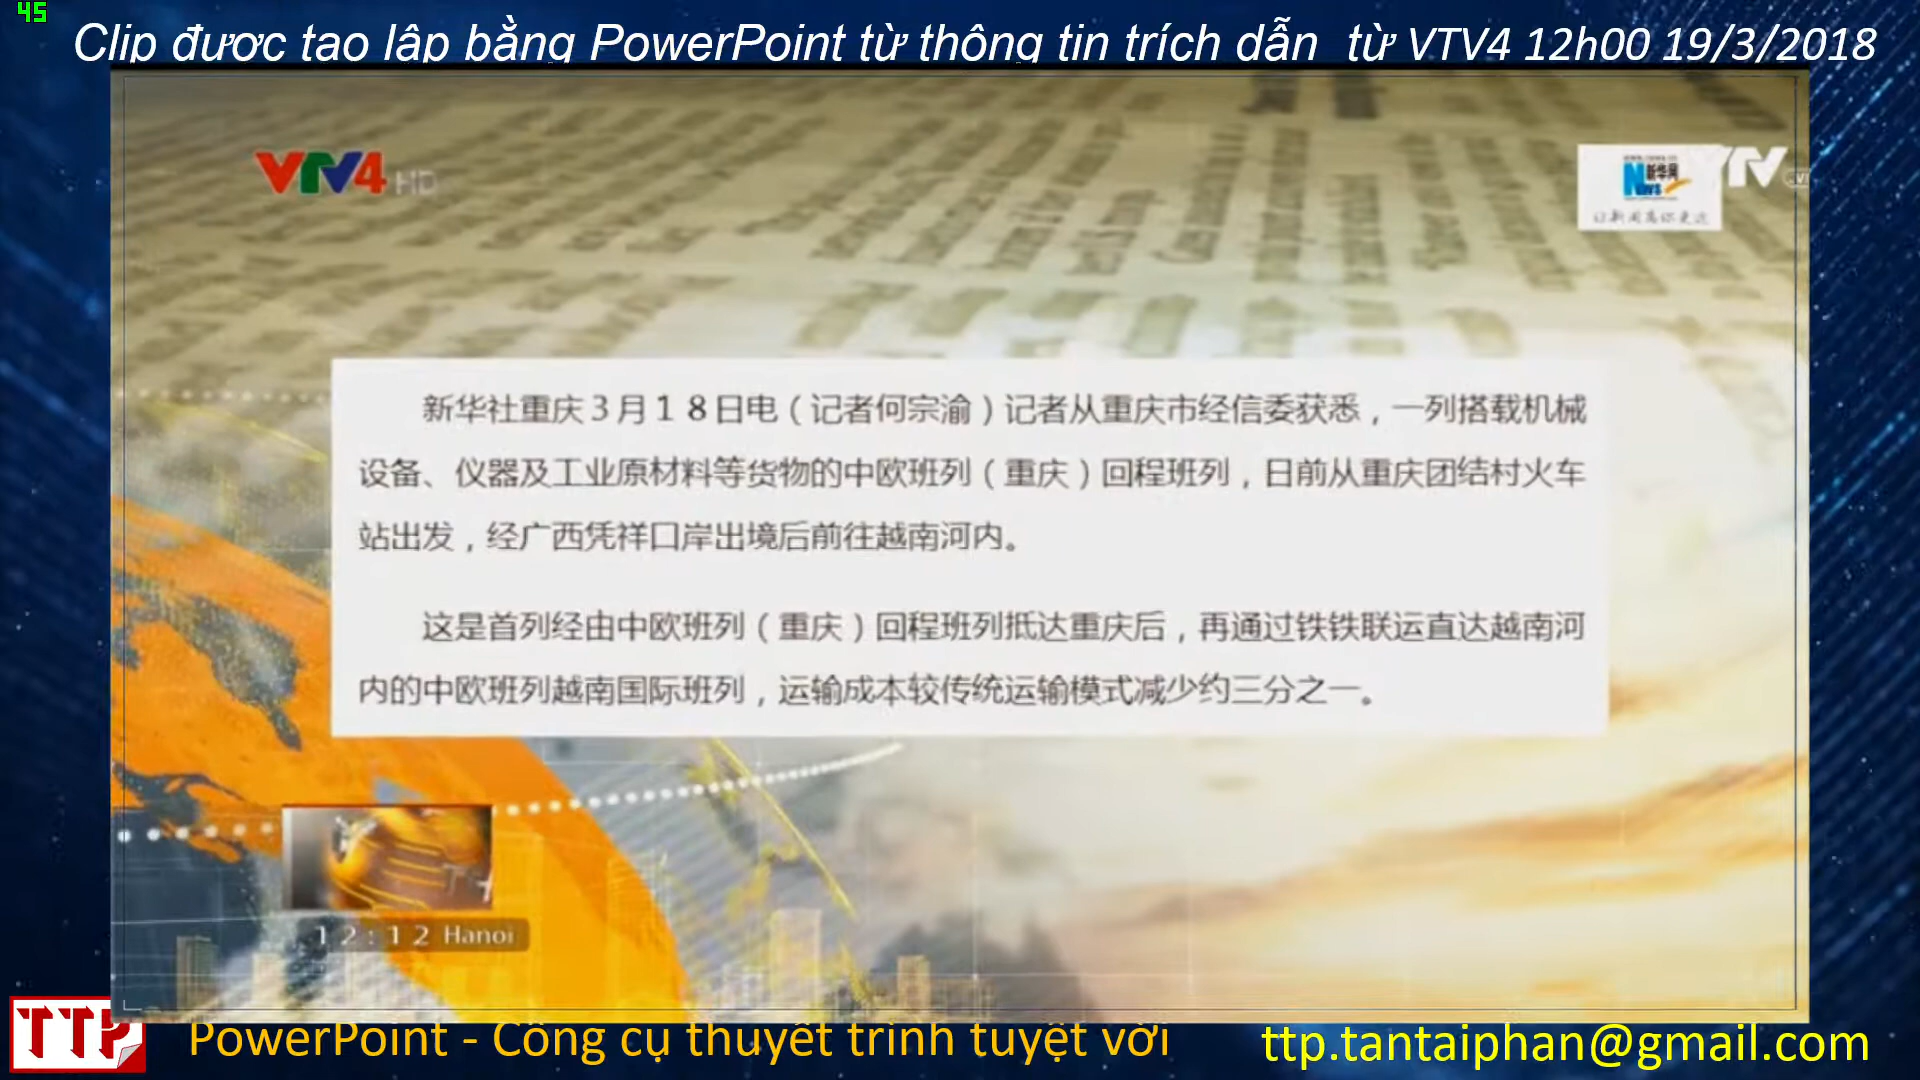 45
Clip được tạo lập bằng PowerPoint từ thông tin trích dẫn từ VTV4 12h00 19/3/2018
VTV4 HD
新华网
News
VTV
新华社重庆3月18日电（记者何宗渝）记者从重庆市经信委获悉，一列搭载机械
设备、仪器及工业原材料等货物的中欧班列（重庆）回程班列，日前从重庆团结村火车
站出发，经广西凭祥口岸出境后前往越南河内。
这是首列经由中欧班列（重庆）回程班列抵达重庆后，再通过铁铁联运直达越南河
内的中欧班列越南国际班列，运输成本较传统运输模式减少约三分之一。
12:12 Hanoi
TTP
PowerPoint - Công cụ thuyết trình tuyệt vời
ttp.tantaiphan@gmail.com